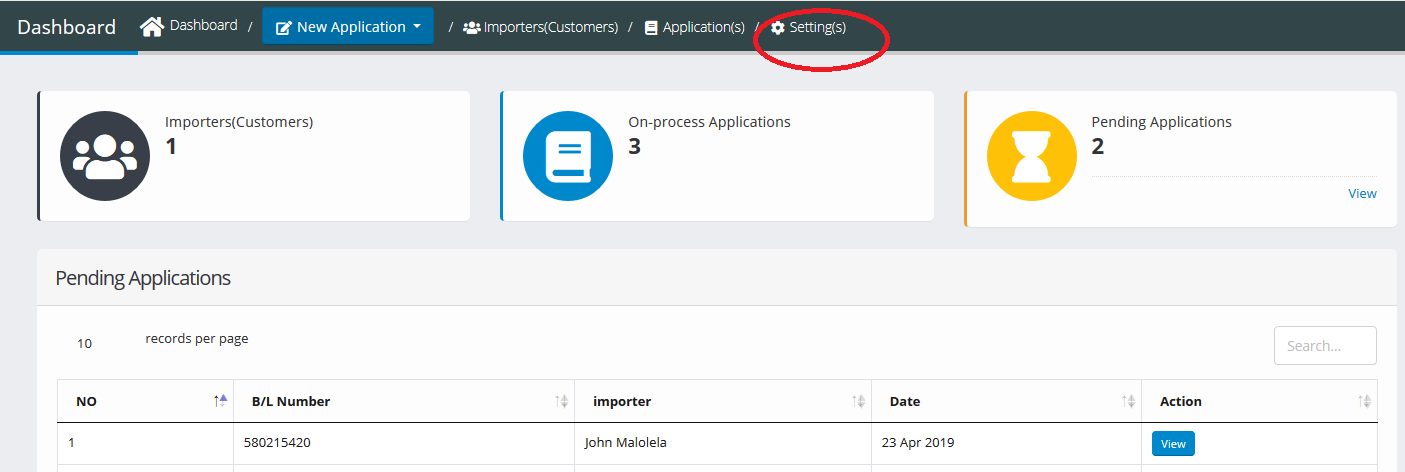 Dashboard Dashboard / New Application / Importers(Customers) / Application(s) / Setting(s)
Importers(Customers)
1
On-process Applications
3
Pending Applications
2
View
Pending Applications
10 records per page
Search...
NO B/L Number importer Date Action
1 580215420 John Malolela 23 Apr 2019 View